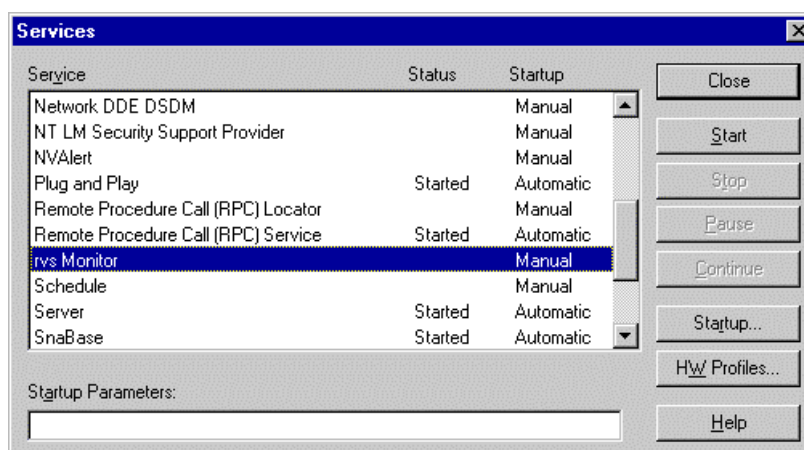 Services
Service Status Startup
Network DDE DSDM Manual
NT LM Security Support Provider Manual
NVAlert Manual
Plug and Play Started Automatic
Remote Procedure Call (RPC) Locator Manual
Remote Procedure Call (RPC) Service Started Automatic
rvs Monitor Manual
Schedule Manual
Server Started Automatic
SnaBase Started Automatic
Startup Parameters:
Close
Start
Stop
Pause
Continue
Startup...
HW Profiles...
Help